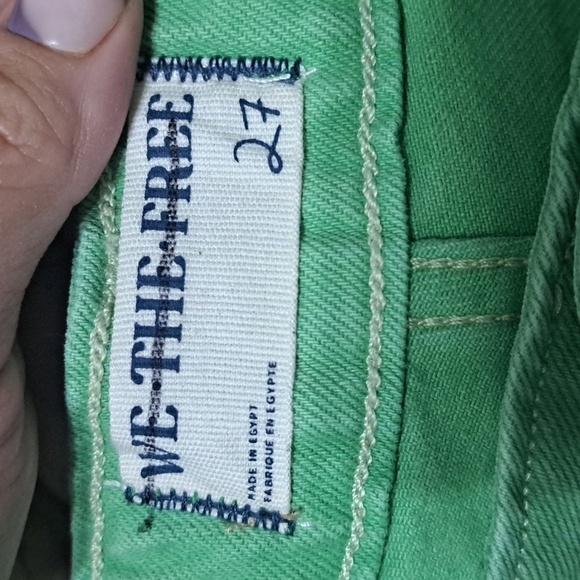 WE·THE·FREE
27
MADE IN EGYPT
FABRIQUE EN EGYPTE